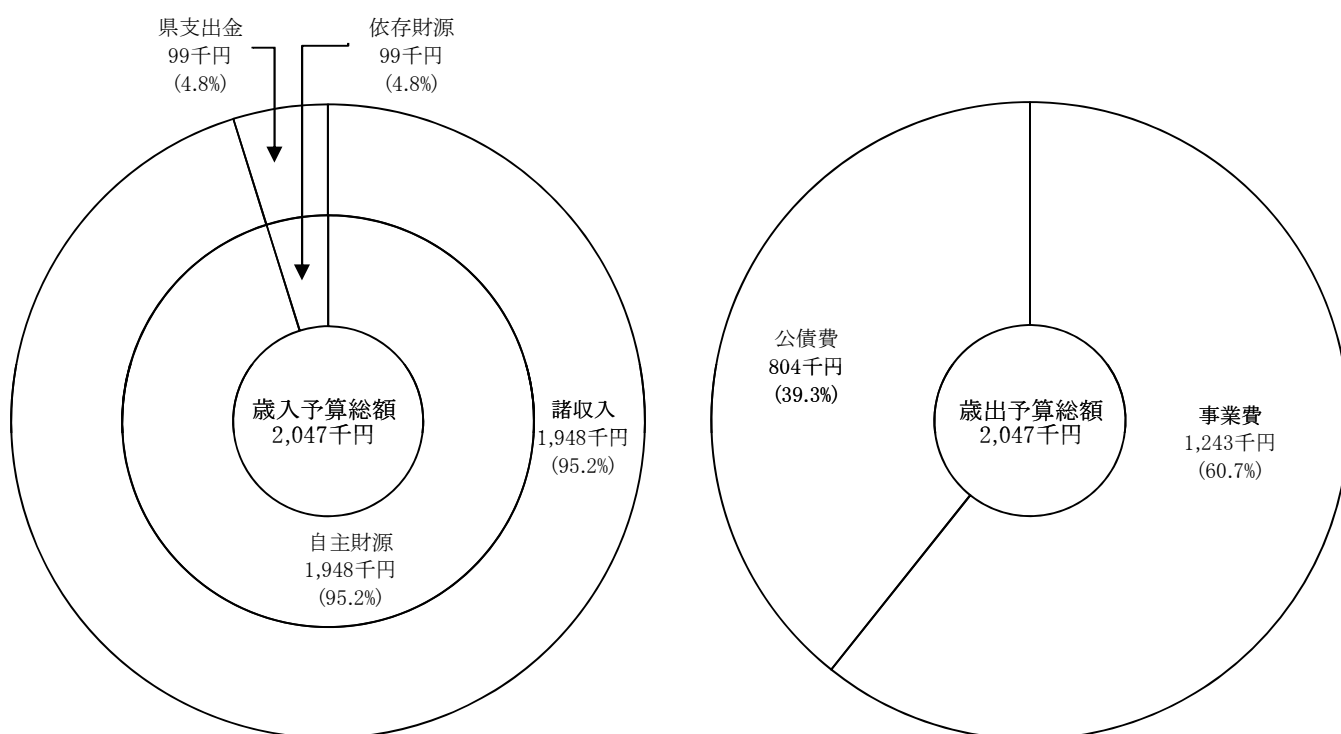 県支出金
99千円
(4.8%)
依存財源
99千円
(4.8%)
歳入予算総額
2,047千円
諸収入
1,948千円
(95.2%)
自主財源
1,948千円
(95.2%)
公債費
804千円
(39.3%)
歳出予算総額
2,047千円
事業費
1,243千円
(60.7%)